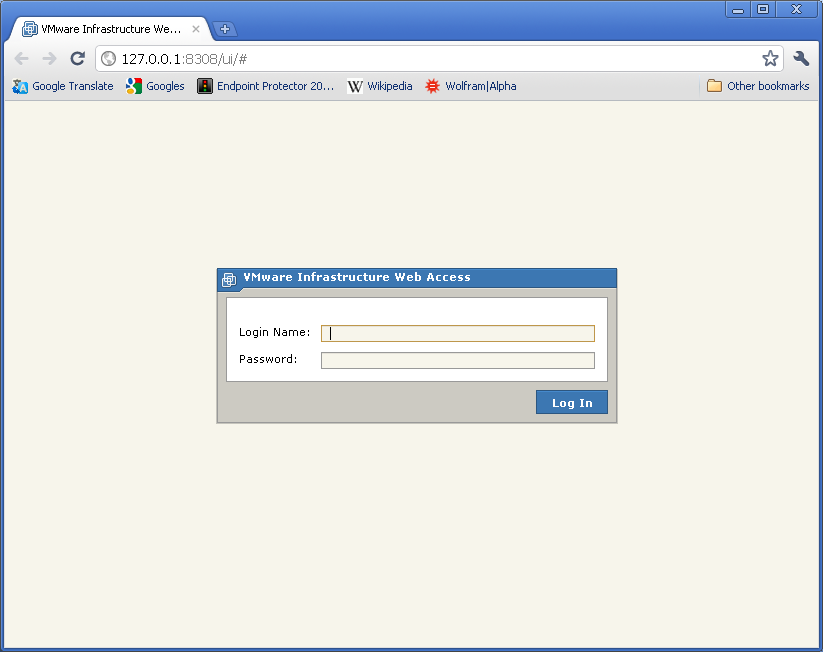 VMware Infrastructure We...
127.0.0.1:8308/ui/#
Google Translate Googles Endpoint Protector 20... W Wikipedia Wolfram|Alpha Other bookmarks
VMware Infrastructure Web Access
Login Name:
Password:
Log In